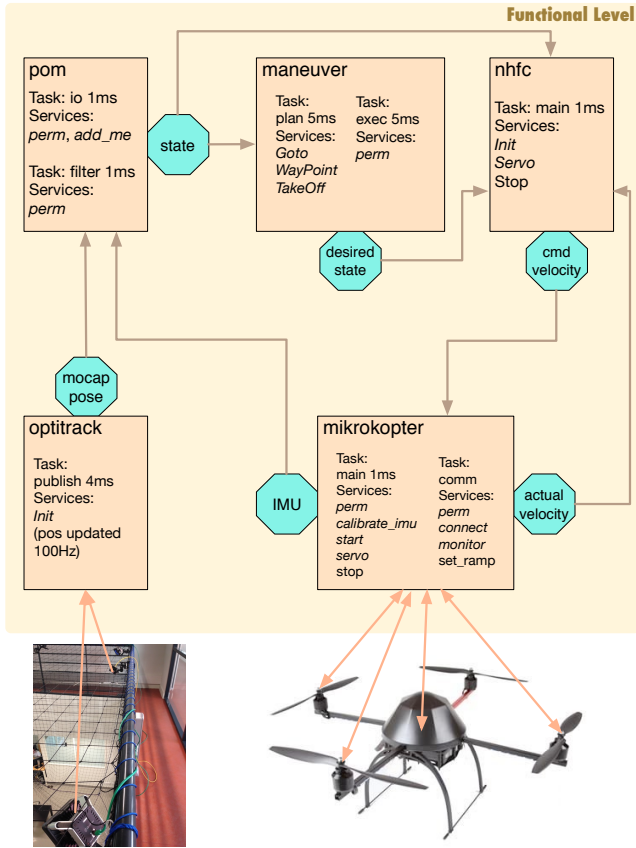 Functional Level
pom
Task: io 1ms
Services:
perm, add_me
Task: filter 1ms
Services:
perm
state
maneuver
Task:
plan 5ms
Services:
Goto
WayPoint
TakeOff
Task:
exec 5ms
Services:
perm
nhfc
Task: main 1ms
Services:
Init
Servo
Stop
desired
state
cmd
velocity
mocap
pose
optitrack
Task:
publish 4ms
Services:
Init
(pos updated
100Hz)
IMU
mikrokopter
Task:
main 1ms
Services:
perm
calibrate_imu
start
servo
stop
Task:
comm
Services:
perm
connect
monitor
set_ramp
actual
velocity